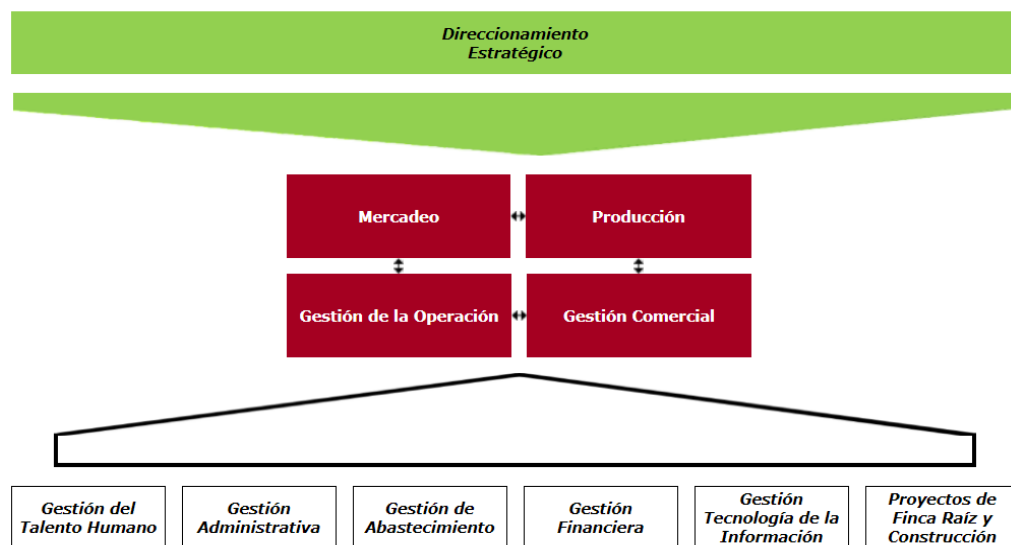 Direccionamiento
Estratégico
Mercadeo
Producción
Gestión de la Operación
Gestión Comercial
Gestión del
Talento Humano
Gestión
Administrativa
Gestión de
Abastecimiento
Gestión
Financiera
Gestión
Tecnología de la
Información
Proyectos de
Finca Raíz y
Construcción